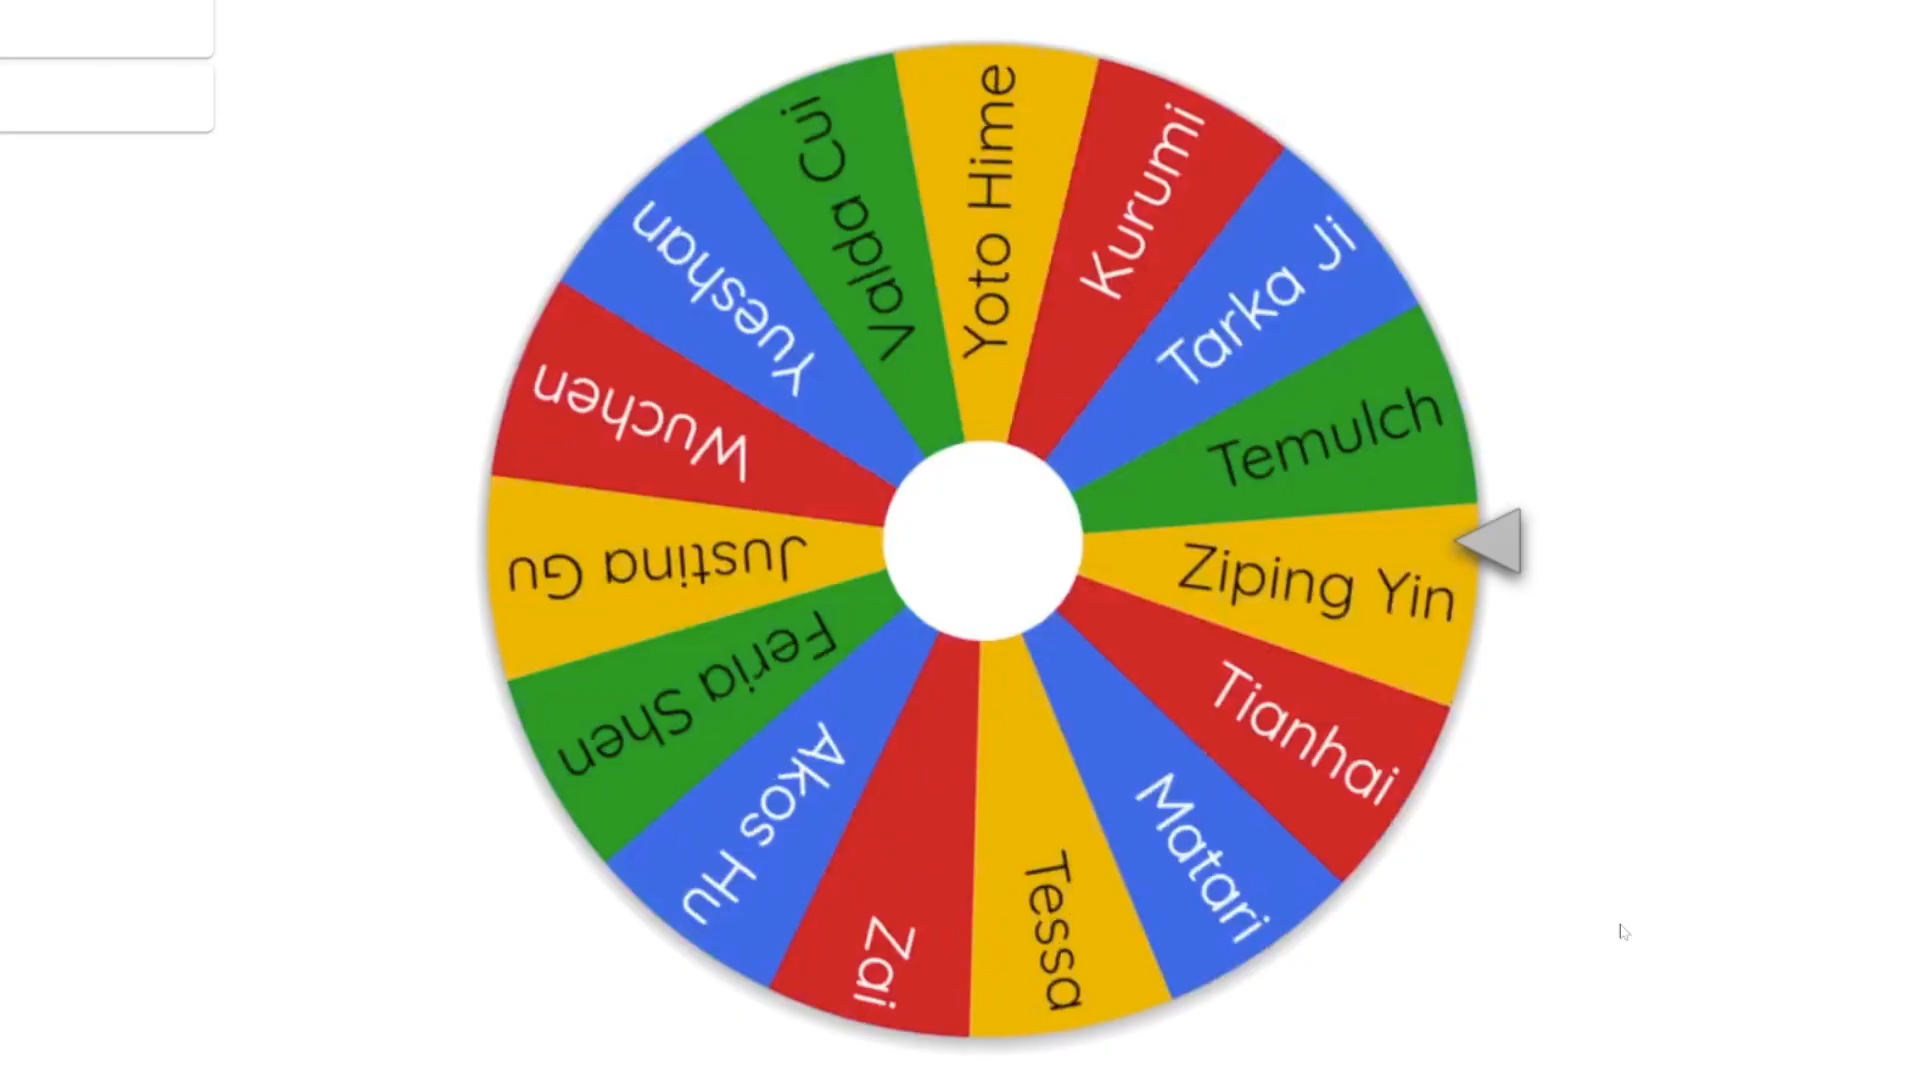 Yoto Hime
Kurumi
Tarka Ji
Temulch
Ziping Yin
Tianhai
Matari
Tessa
Zai
Akos Hu
Feria Shen
Justina Gu
Wuchen
Yueshan
Valda Cui